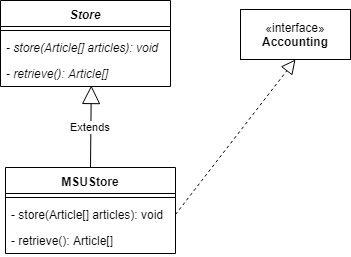 Store
- store(Article[] articles): void
- retrieve(): Article[]
«interface»
Accounting
Extends
MSUStore
- store(Article[] articles): void
- retrieve(): Article[]